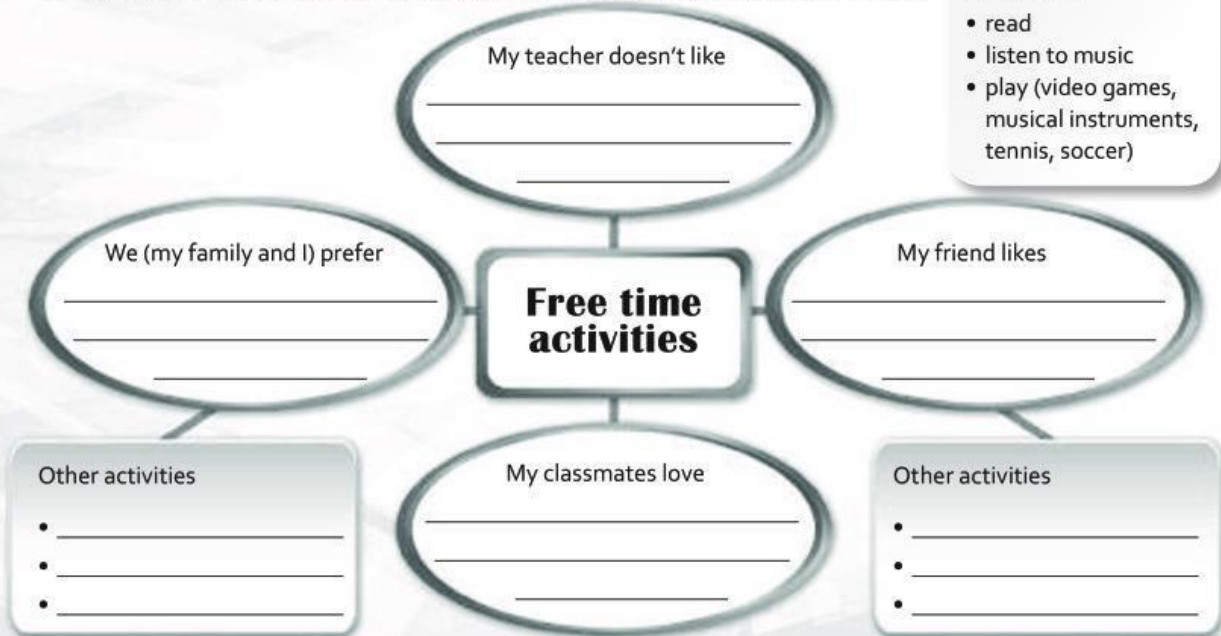 • read
• listen to music
• play (video games,
musical instruments,
tennis, soccer)
My teacher doesn't like
We (my family and I) prefer
Free time
activities
My friend likes
Other activities
My classmates love
Other activities